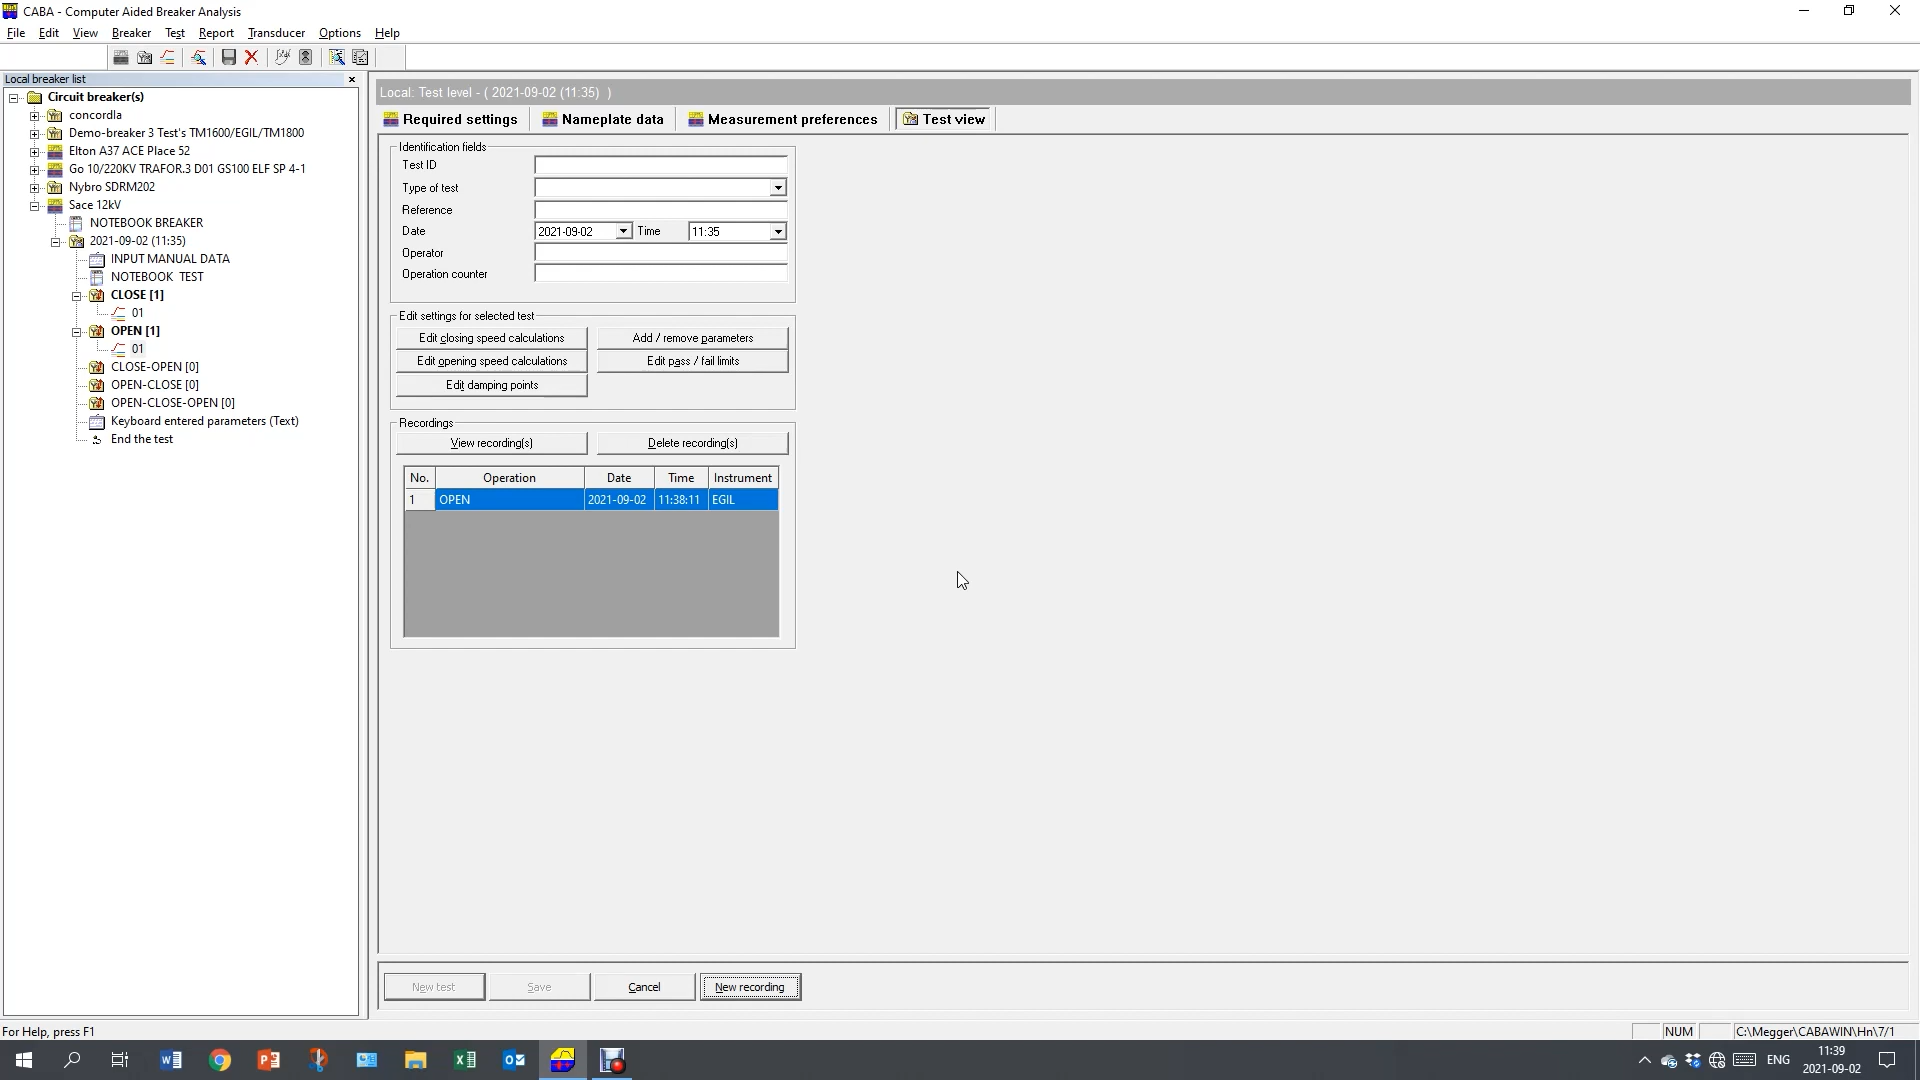 CABA - Computer Aided Breaker Analysis
File Edit View Breaker Test Report Transducer Options Help
Local breaker list
Circuit breaker(s)
concordla
Demo-breaker 3 Test's TM1600/EGIL/TM1800
Elton A37 ACE Place 52
Go 10/220KV TRAFOR.3 D01 GS100 ELF SP 4-1
Nybro SDRM202
Sace 12kV
NOTEBOOK BREAKER
2021-09-02 (11:35)
INPUT MANUAL DATA
NOTEBOOK TEST
CLOSE [1]
01
OPEN [1]
01
CLOSE-OPEN [0]
OPEN-CLOSE [0]
OPEN-CLOSE-OPEN [0]
Keyboard entered parameters (Text)
End the test
Local: Test level - ( 2021-09-02 (11:35) )
Required settings Nameplate data Measurement preferences Test view
Identification fields
Test ID
Type of test
Reference
Date 2021-09-02 Time 11:35
Operator
Operation counter
Edit settings for selected test
Edit closing speed calculations Add / remove parameters
Edit opening speed calculations Edit pass / fail limits
Edit damping points
Recordings
View recording(s) Delete recording(s)
No. Operation Date Time Instrument
1 OPEN 2021-09-02 11:38:11 EGIL
New test Save Cancel New recording
For Help, press F1 NUM C:\Megger\CABAWIN\Hn\7/1
ENG 11:39
2021-09-02